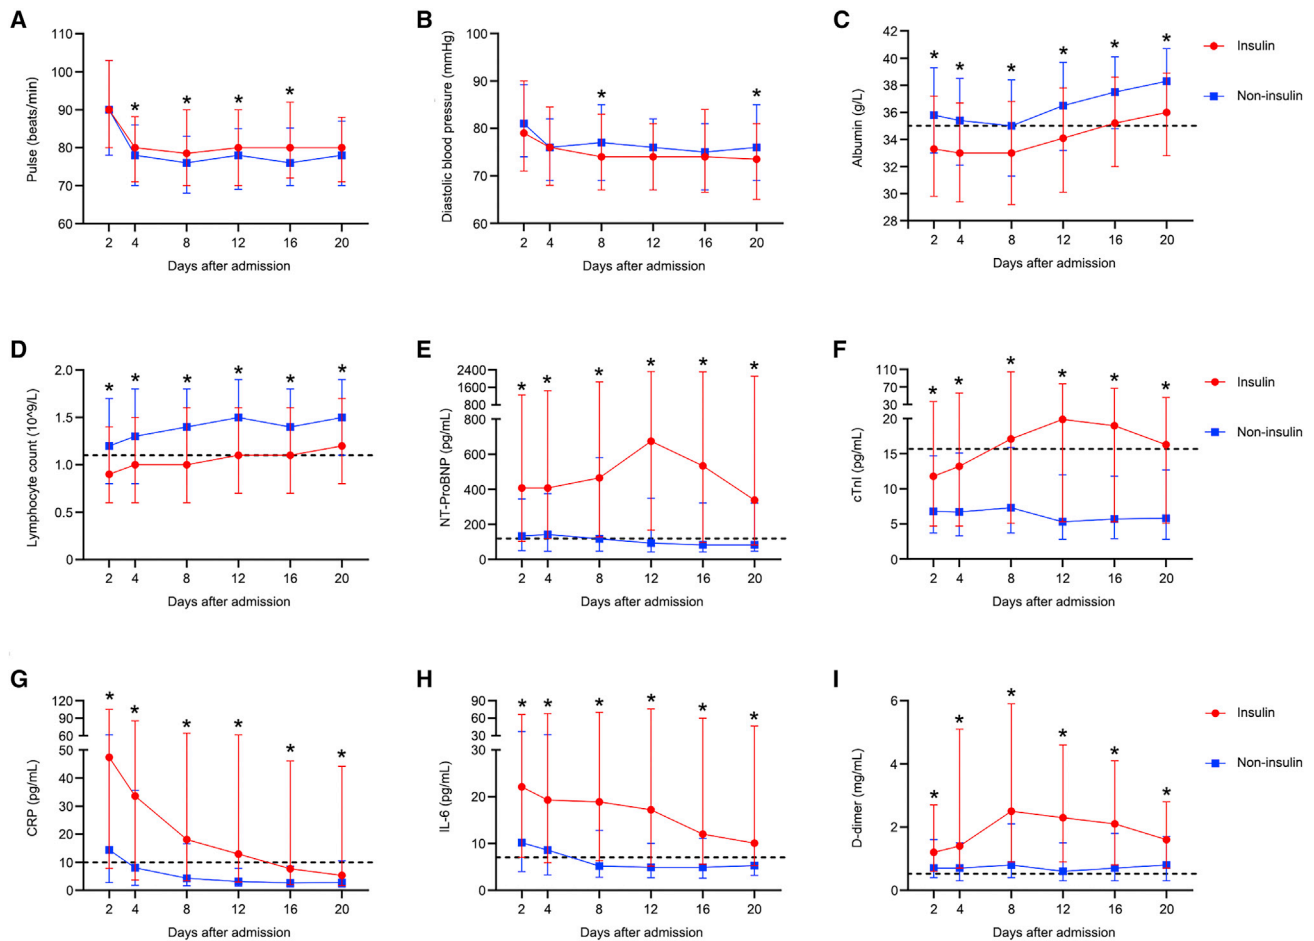 A
Pulse (beats/min)
110
100
90
80
70
60
* * * *
2 4 8 12 16 20
Days after admission
B
Diastolic blood pressure (mmHg)
100
90
80
70
60
* *
2 4 8 12 16 20
Days after admission
C
Albumin (g/L)
42
40
38
36
34
32
30
28
* * * * * *
2 4 8 12 16 20
Days after admission
Insulin
Non-insulin
D
Lymphocyte count (10^9/L)
2.0
1.5
1.0
0.5
0
* * * * * *
2 4 8 12 16 20
Days after admission
E
NT-ProBNP (pg/mL)
2400
1600
800
800
600
400
200
0
* * * * * *
2 4 8 12 16 20
Days after admission
F
cTnI (pg/mL)
110
70
30
20
15
10
5
0
* * * * * *
2 4 8 12 16 20
Days after admission
Insulin
Non-insulin
G
CRP (pg/mL)
120
90
60
50
40
30
20
10
0
* * * * * *
2 4 8 12 16 20
Days after admission
H
IL-6 (pg/mL)
90
60
30
30
20
10
0
* * * * * *
2 4 8 12 16 20
Days after admission
I
D-dimer (mg/mL)
6
4
2
0
* * * * * *
2 4 8 12 16 20
Days after admission
Insulin
Non-insulin